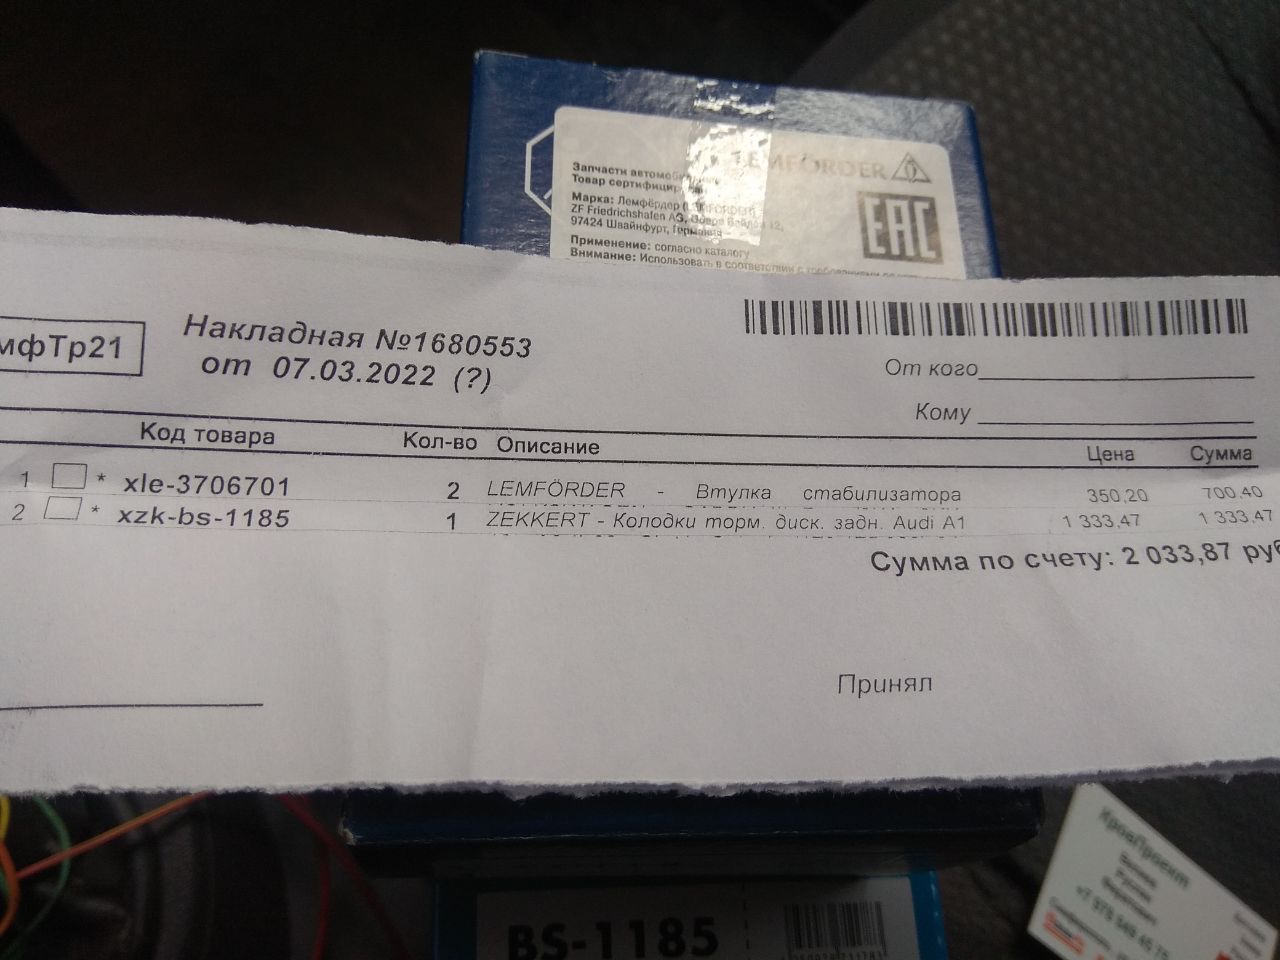 LEMFÖRDER
Запчасти
Товар
Марка: Лемфёрдер
ZF Friedrichshafen AG, 12,
97424 Швайнфурт, Германия
Применение: согласно каталогу
Внимание: Использовать в соответствии с требованиями
EAC
мфТр21
Накладная №1680553
от 07.03.2022 (?)
От кого
Кому
Код товара Кол-во Описание Цена Сумма
1 * xle-3706701 2 LEMFÖRDER - Втулка стабилизатора 350,20 700,40
2 * xzk-bs-1185 1 ZEKKERT - Колодки торм. диск. задн. Audi A1 1 333,47 1 333,47
Сумма по счету: 2 033,87 руб
Принял
BS-1185